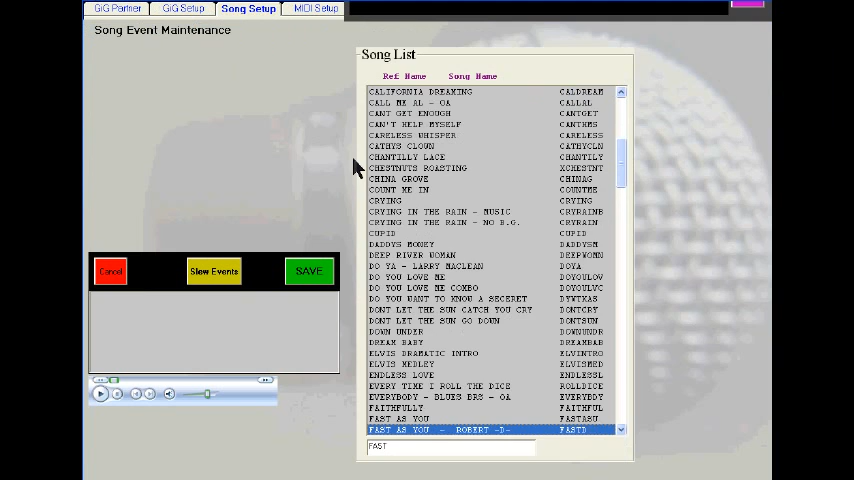 GiG Partner GiG Setup Song Setup MIDI Setup
Song Event Maintenance
Song List
Ref Name Song Name
CALIFORNIA DREAMING CALDREAM
CALL ME AL - OA CALLAL
CANT GET ENOUGH CANTGET
CAN'T HELP MYSELF CANTHMS
CARELESS WHISPER CARELESS
CATHYS CLOWN CATHYCLN
CHANTILLY LACE CHANTILY
CHESTNUTS ROASTING XCHESTNT
CHINA GROVE CHINAG
COUNT ME IN COUNTME
CRYING CRYING
CRYING IN THE RAIN - MUSIC CRYRAINB
CRYING IN THE RAIN - NO B.G. CRYRAIN
CUPID CUPID
DADDYS MONEY DADDYSM
DEEP RIVER WOMAN DEEPWOMN
DO YA - LARRY MACLEAN DOYA
DO YOU LOVE ME DOYOULOV
DO YOU LOVE ME COMBO DOYOULVC
DO YOU WANT TO KNOW A SECERET DYWTKAS
DONT LET THE SUN CATCH YOU CRY DONTCRY
DONT LET THE SUN GO DOWN DONTSUN
DOWN UNDER DOWNUNDR
DREAM BABY DREAMBAB
ELVIS DRAMATIC INTRO ELVINTRO
ELVIS MEDLEY ELVISMED
ENDLESS LOVE ENDLESSL
EVERY TIME I ROLL THE DICE ROLLDICE
EVERYBODY - BLUES BRS - OA EVERYBDY
FAITHFULLY FAITHFUL
FAST AS YOU FASTASU
FAST AS YOU - ROBERT -D- FASTD
FAST
Cancel Slew Events SAVE